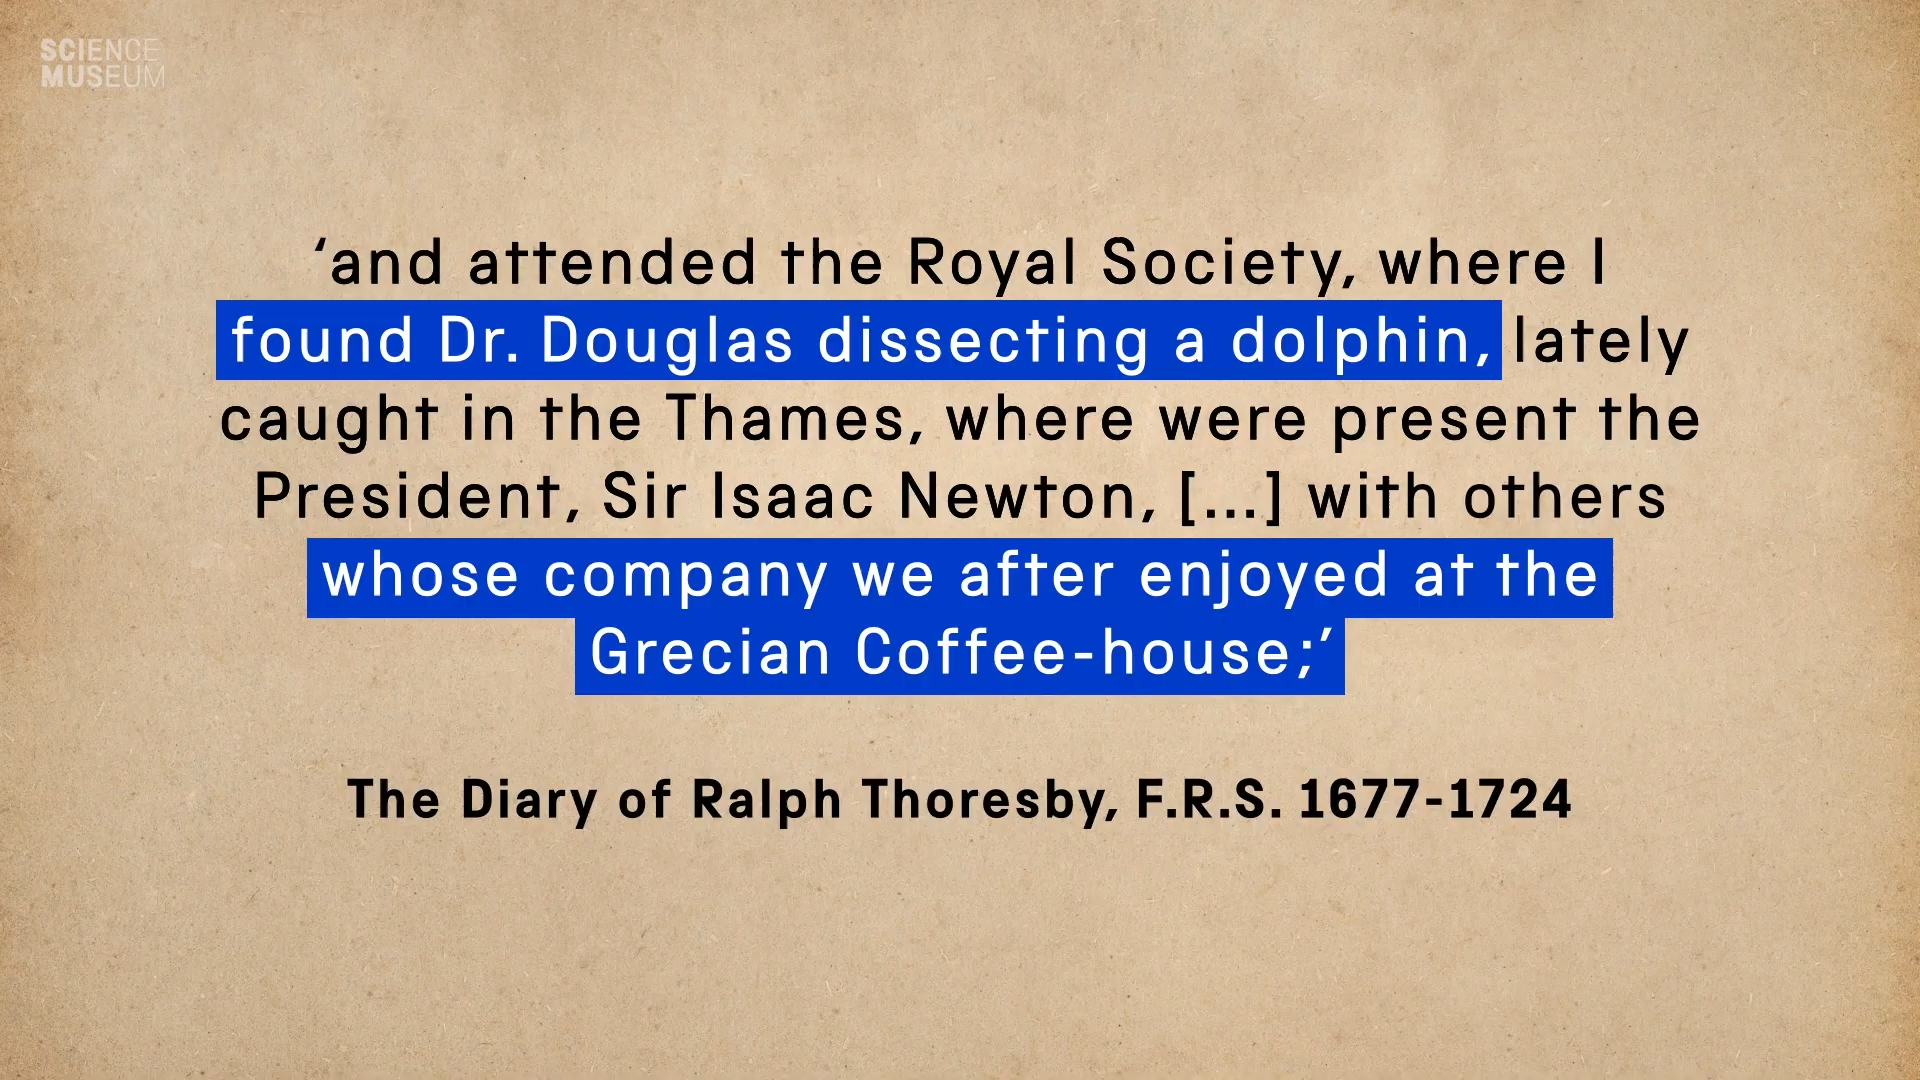 SCIENCE
MUSEUM
‘and attended the Royal Society, where I
found Dr. Douglas dissecting a dolphin, lately
caught in the Thames, where were present the
President, Sir Isaac Newton, [...] with others
whose company we after enjoyed at the
Grecian Coffee-house;’
The Diary of Ralph Thoresby, F.R.S. 1677-1724